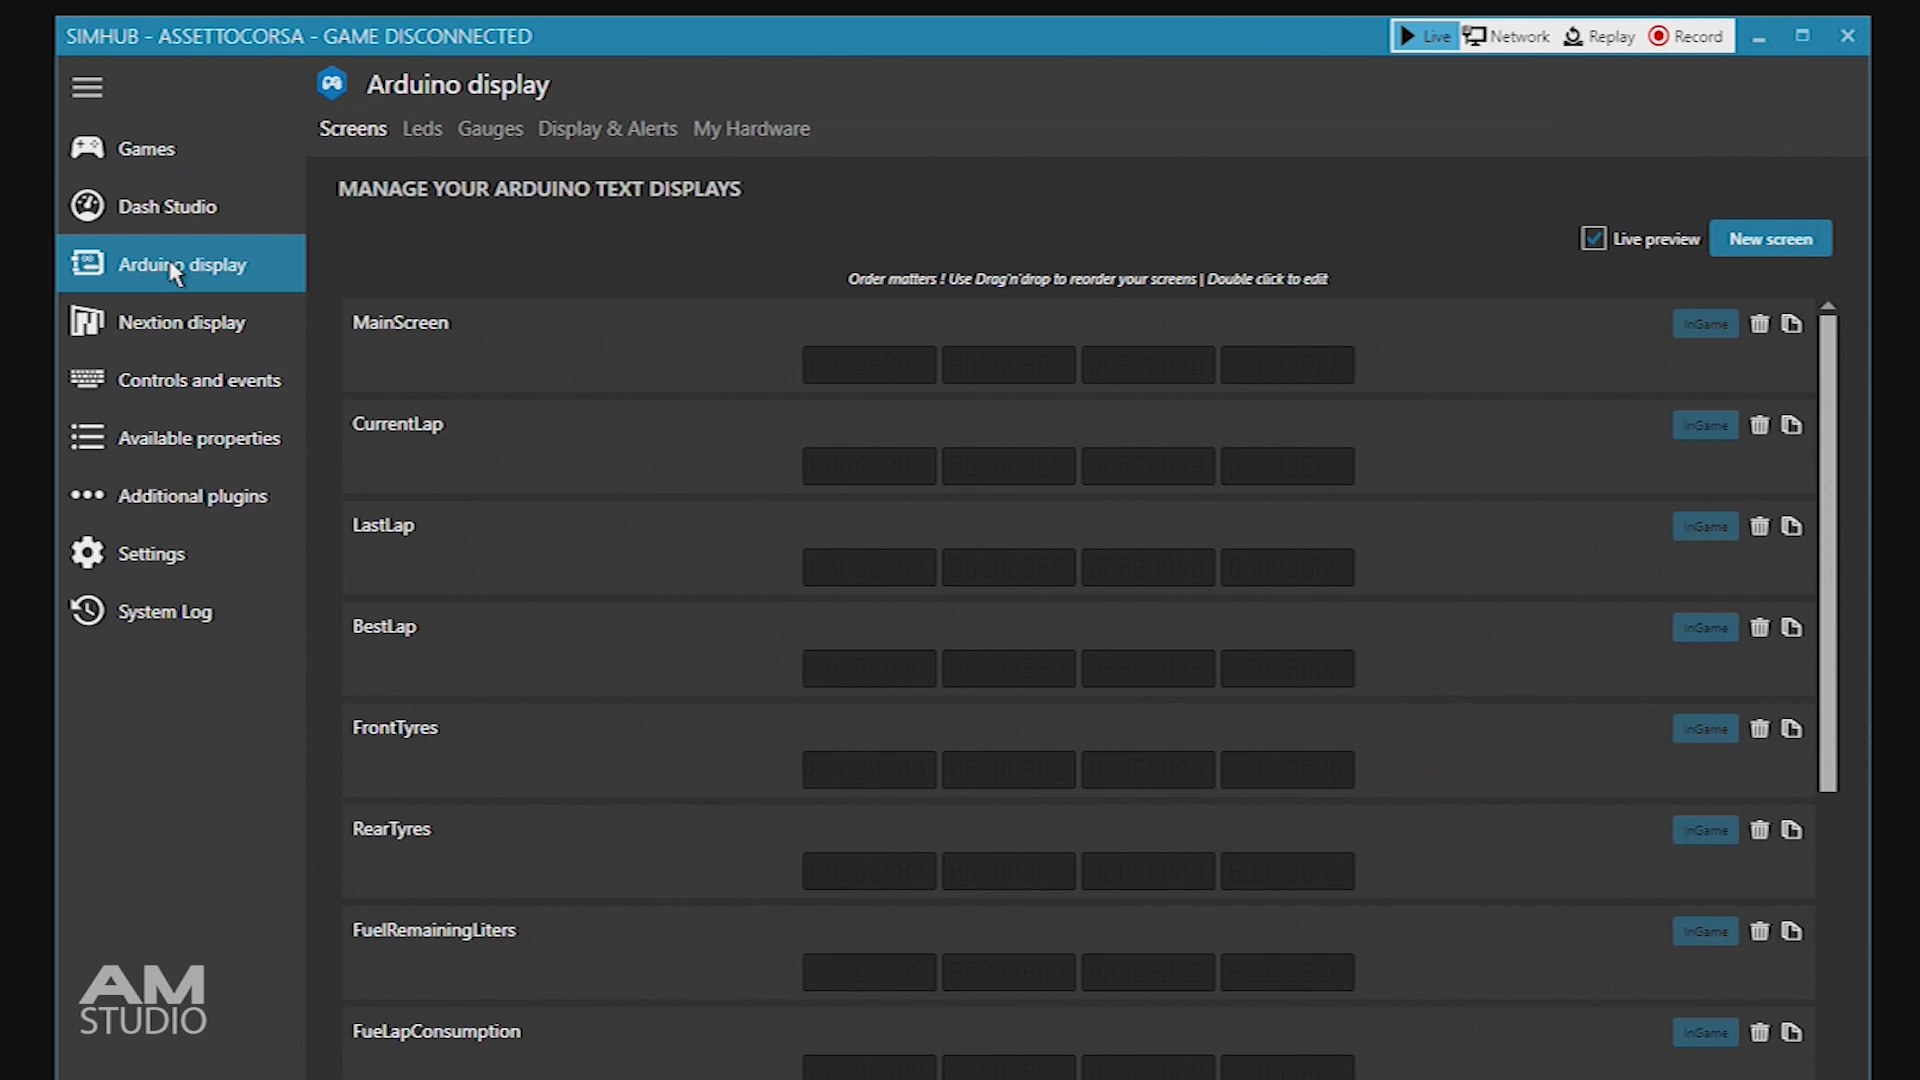 SIMHUB - ASSETTOCORSA - GAME DISCONNECTED
Live
Network
Replay
Record
Arduino display
Screens
Leds
Gauges
Display & Alerts
My Hardware
Games
Dash Studio
Arduino display
Nextion display
Controls and events
Available properties
Additional plugins
Settings
System Log
MANAGE YOUR ARDUINO TEXT DISPLAYS
Live preview
New screen
Order matters ! Use Drag'n'drop to reorder your screens | Double click to edit
MainScreen
InGame
CurrentLap
InGame
LastLap
InGame
BestLap
InGame
FrontTyres
InGame
RearTyres
InGame
FuelRemainingLiters
InGame
FueLapConsumption
InGame
AM
STUDIO